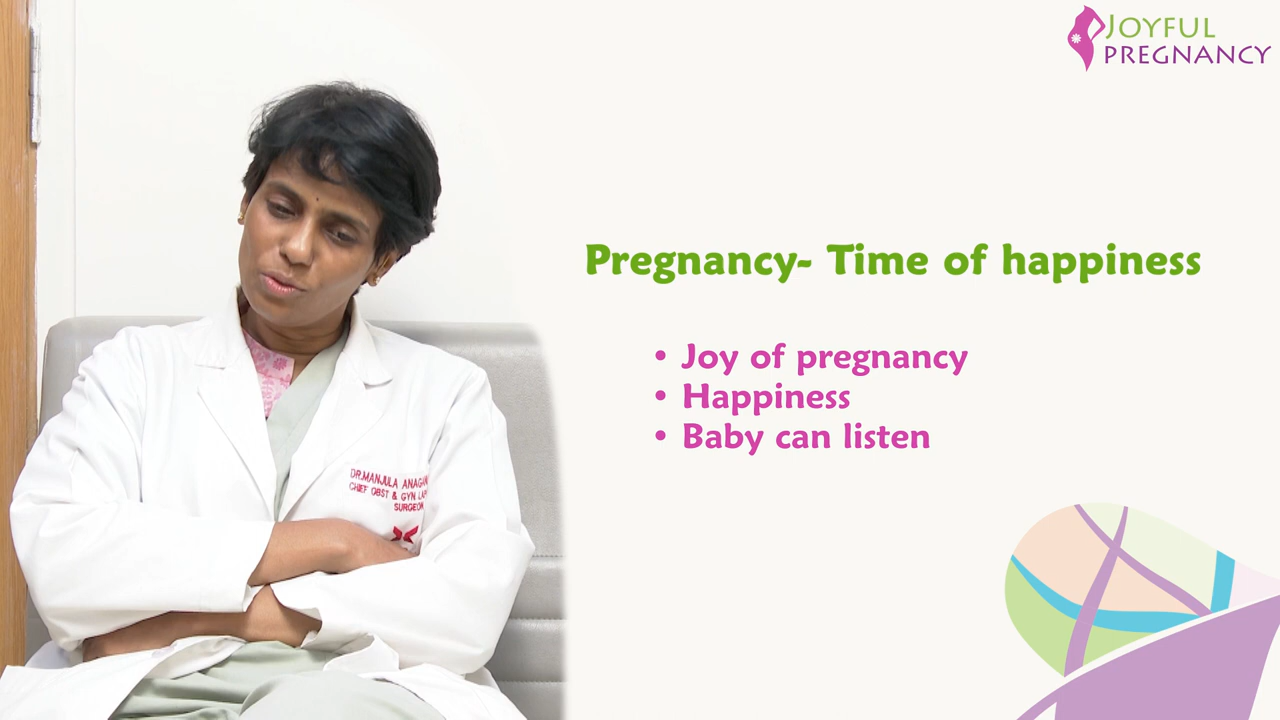 JOYFUL
PREGNANCY
Pregnancy- Time of happiness
• Joy of pregnancy
• Happiness
• Baby can listen
DR.MANJULA
CHIEF OBST & GYN
SURGEON